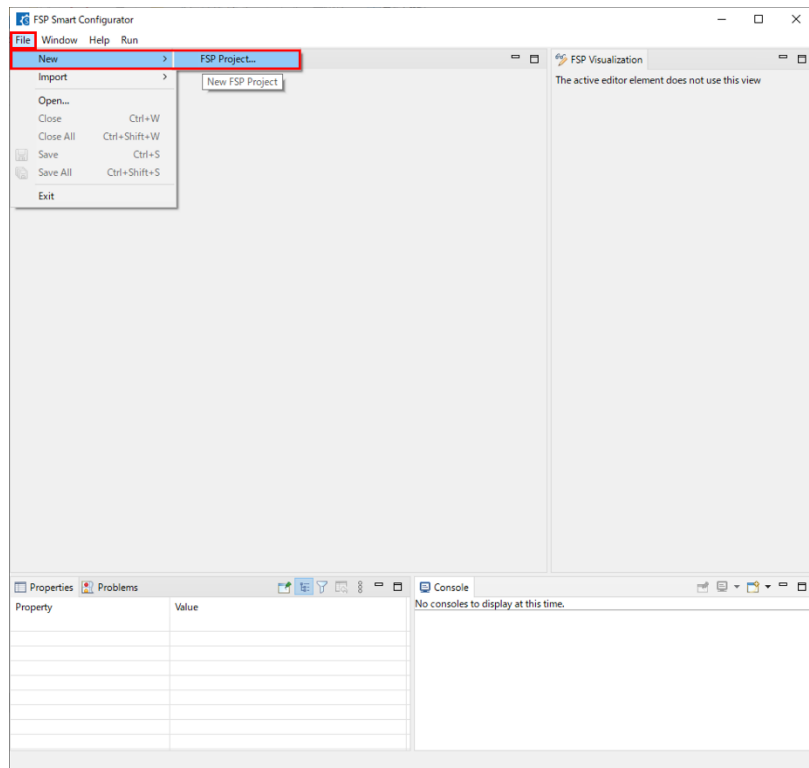 FSP Smart Configurator
File Window Help Run
New > FSP Project...
New FSP Project
Import >
Open...
Close Ctrl+W
Close All Ctrl+Shift+W
Save Ctrl+S
Save All Ctrl+Shift+S
Exit
FSP Visualization
The active editor element does not use this view
Properties Problems
Property Value
Console
No consoles to display at this time.